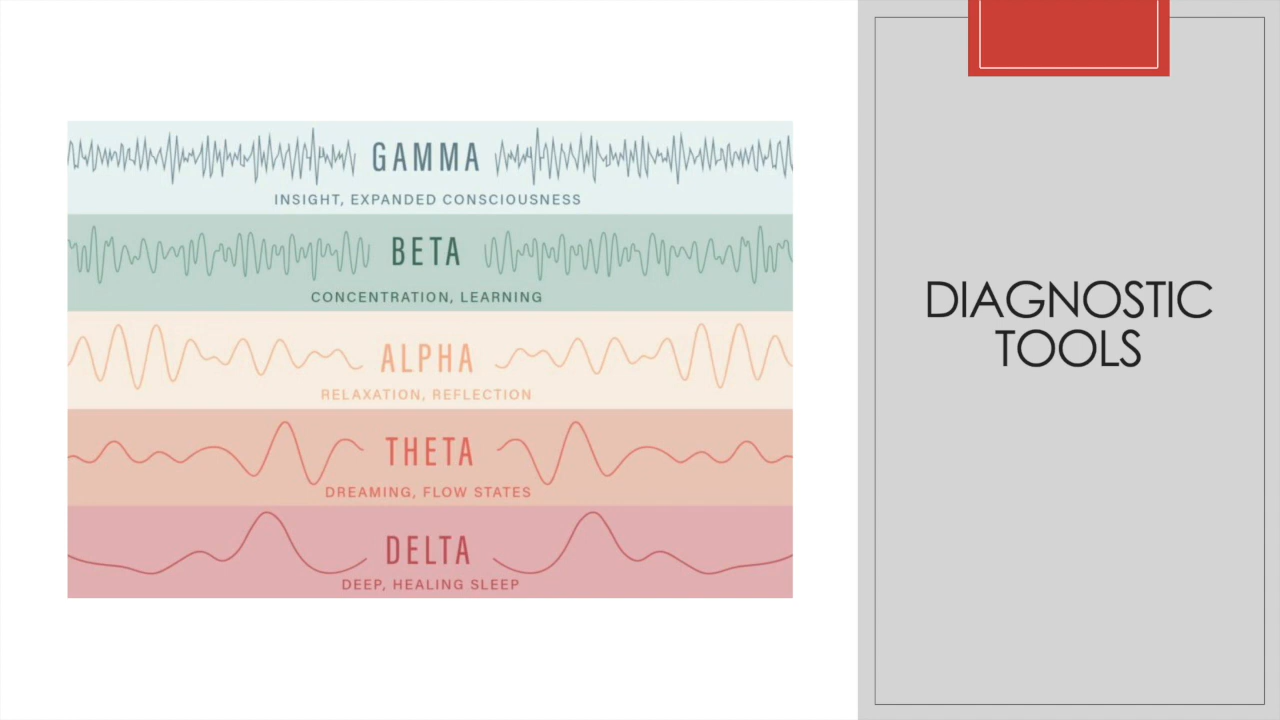 GAMMA
INSIGHT, EXPANDED CONSCIOUSNESS
BETA
CONCENTRATION, LEARNING
ALPHA
RELAXATION, REFLECTION
THETA
DREAMING, FLOW STATES
DELTA
DEEP, HEALING SLEEP
DIAGNOSTIC
TOOLS